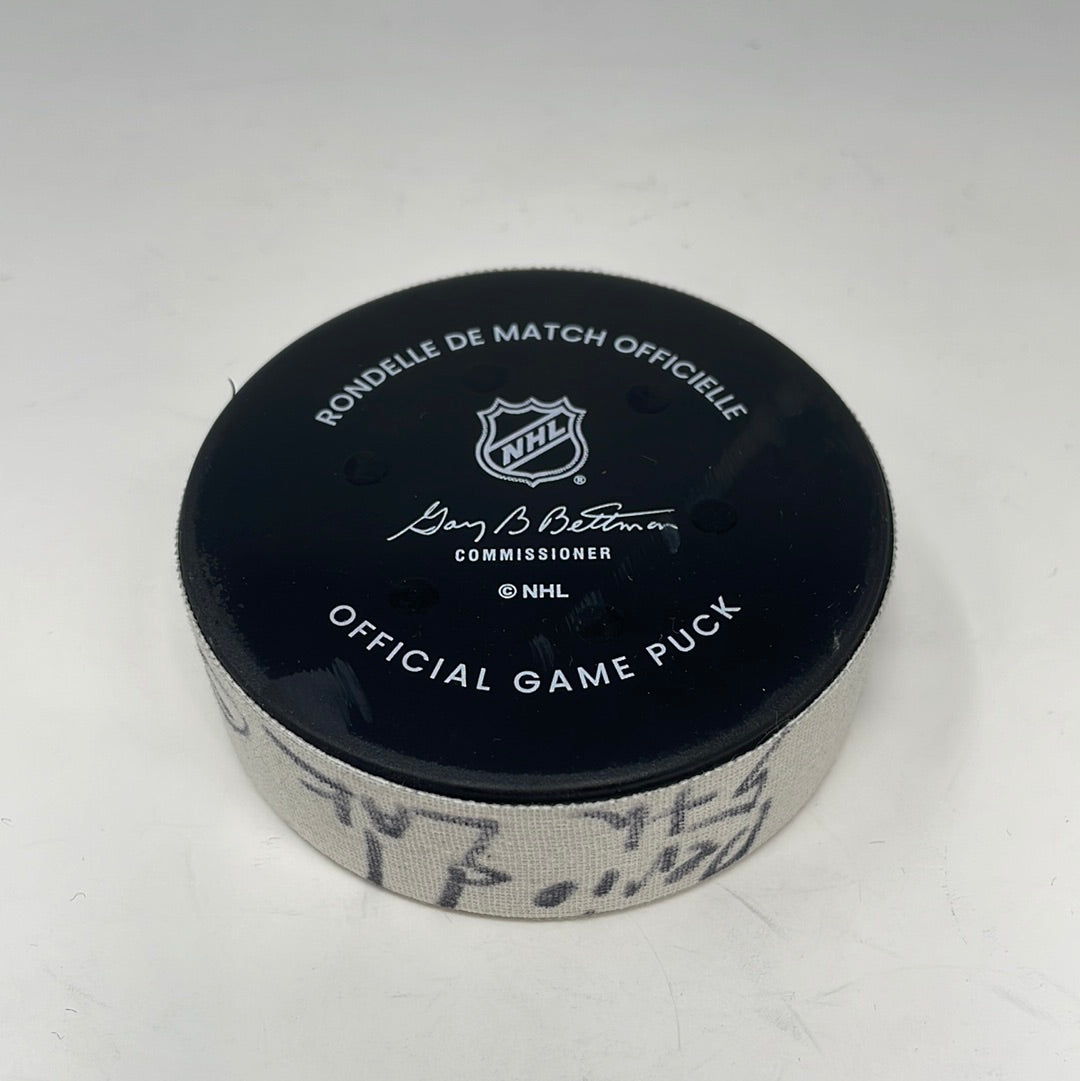 RONDELLE DE MATCH OFFICIELLE
NHL
®
Gary B Bettman
COMMISSIONER
© NHL
OFFICIAL GAME PUCK